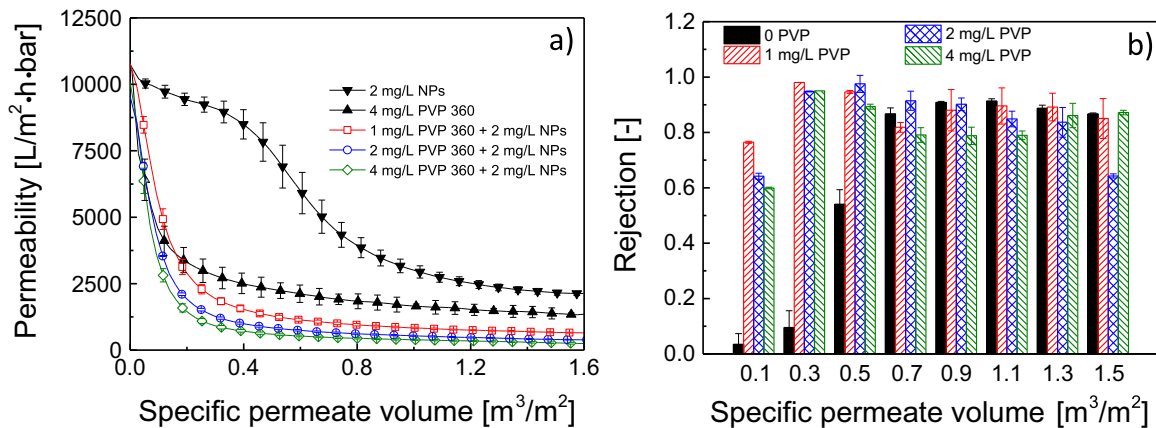 a)
Permeability [L/m²·h·bar]
12500
10000
7500
5000
2500
0
2 mg/L NPs
4 mg/L PVP 360
1 mg/L PVP 360 + 2 mg/L NPs
2 mg/L PVP 360 + 2 mg/L NPs
4 mg/L PVP 360 + 2 mg/L NPs
0.0 0.4 0.8 1.2 1.6
Specific permeate volume [m³/m²]
b)
Rejection [-]
1.2
1.0
0.8
0.6
0.4
0.2
0.0
0 PVP
1 mg/L PVP
2 mg/L PVP
4 mg/L PVP
0.1 0.3 0.5 0.7 0.9 1.1 1.3 1.5
Specific permeate volume [m³/m²]